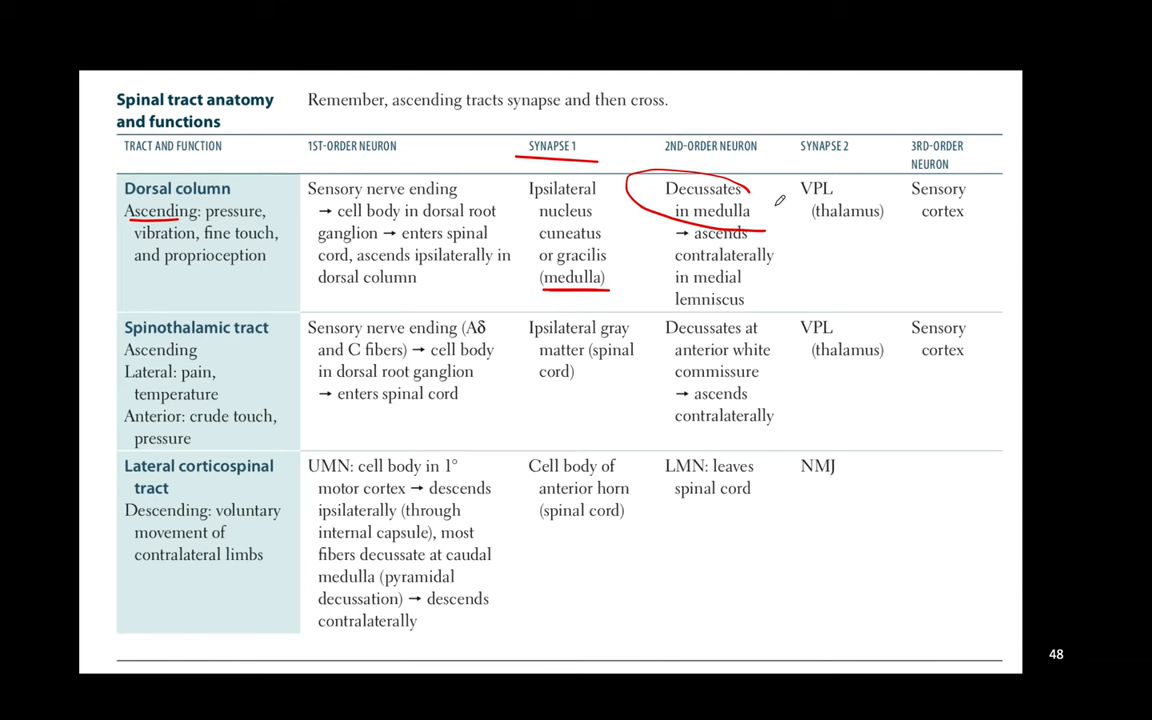 Spinal tract anatomy
and functions
Remember, ascending tracts synapse and then cross.
TRACT AND FUNCTION
1ST-ORDER NEURON
SYNAPSE 1
2ND-ORDER NEURON
SYNAPSE 2
3RD-ORDER
NEURON
Dorsal column
Ascending: pressure,
vibration, fine touch,
and proprioception
Sensory nerve ending
→ cell body in dorsal root
ganglion → enters spinal
cord, ascends ipsilaterally in
dorsal column
Ipsilateral
nucleus
cuneatus
or gracilis
(medulla)
Decussates
in medulla
→ ascends
contralaterally
in medial
lemniscus
VPL
(thalamus)
Sensory
cortex
Spinothalamic tract
Ascending
Lateral: pain,
temperature
Anterior: crude touch,
pressure
Sensory nerve ending (Aδ
and C fibers) → cell body
in dorsal root ganglion
→ enters spinal cord
Ipsilateral gray
matter (spinal
cord)
Decussates at
anterior white
commissure
→ ascends
contralaterally
VPL
(thalamus)
Sensory
cortex
Lateral corticospinal
tract
Descending: voluntary
movement of
contralateral limbs
UMN: cell body in 1°
motor cortex → descends
ipsilaterally (through
internal capsule), most
fibers decussate at caudal
medulla (pyramidal
decussation) → descends
contralaterally
Cell body of
anterior horn
(spinal cord)
LMN: leaves
spinal cord
NMJ
48